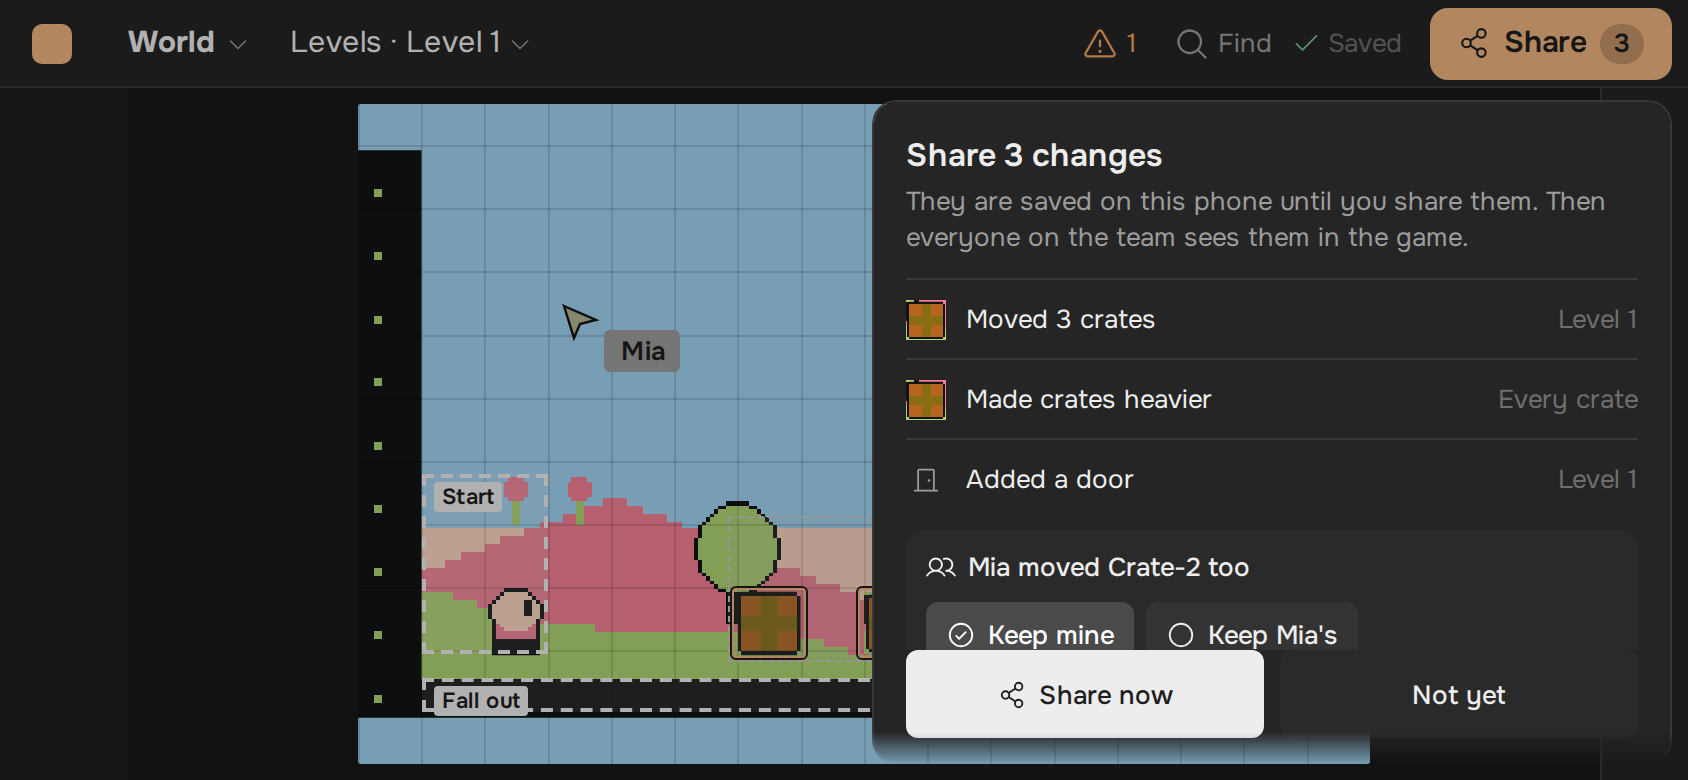 World
Levels · Level 1
1
Find
Saved
Share 3
Share 3 changes
They are saved on this phone until you share them. Then
everyone on the team sees them in the game.
Moved 3 crates Level 1
Made crates heavier Every crate
Added a door Level 1
Mia moved Crate-2 too
Keep mine
Keep Mia's
Share now
Not yet
Mia
Start
Fall out